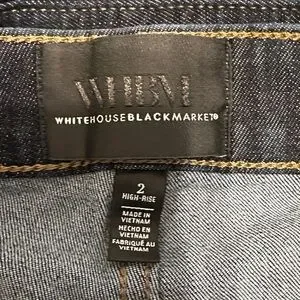 WHBM
WHITEHOUSEBLACKMARKET®
2
HIGH-RISE
MADE IN
VIETNAM
HECHO EN
VIETNAM
FABRIQUÉ AU
VIETNAM